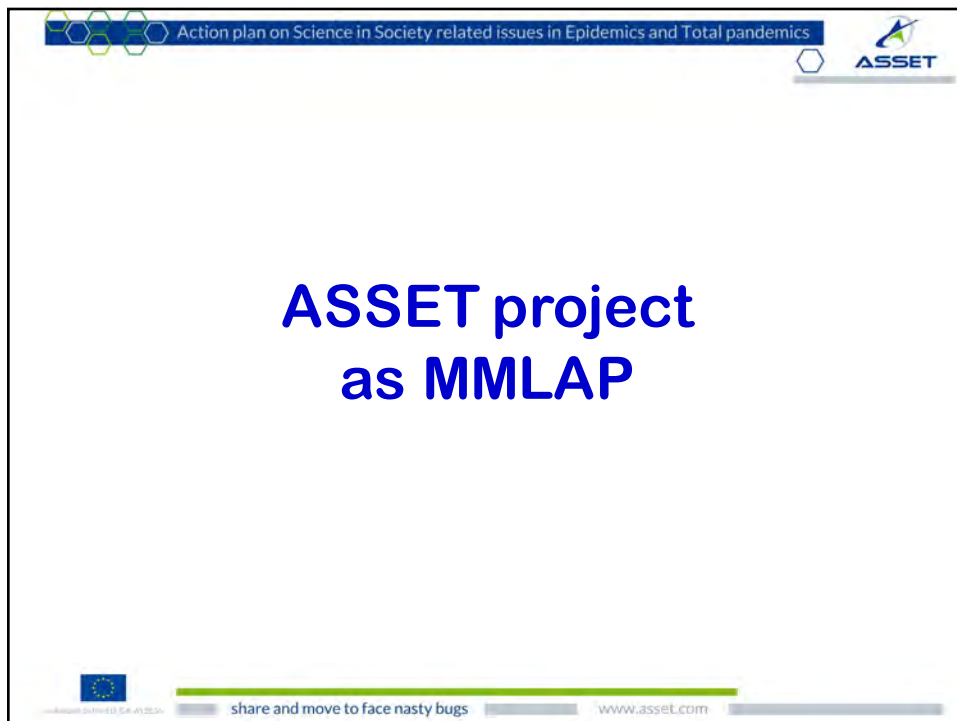 Action plan on Science in Society related issues in Epidemics and Total pandemics
ASSET
ASSET project
as MMLAP
share and move to face nasty bugs
www.asset.com